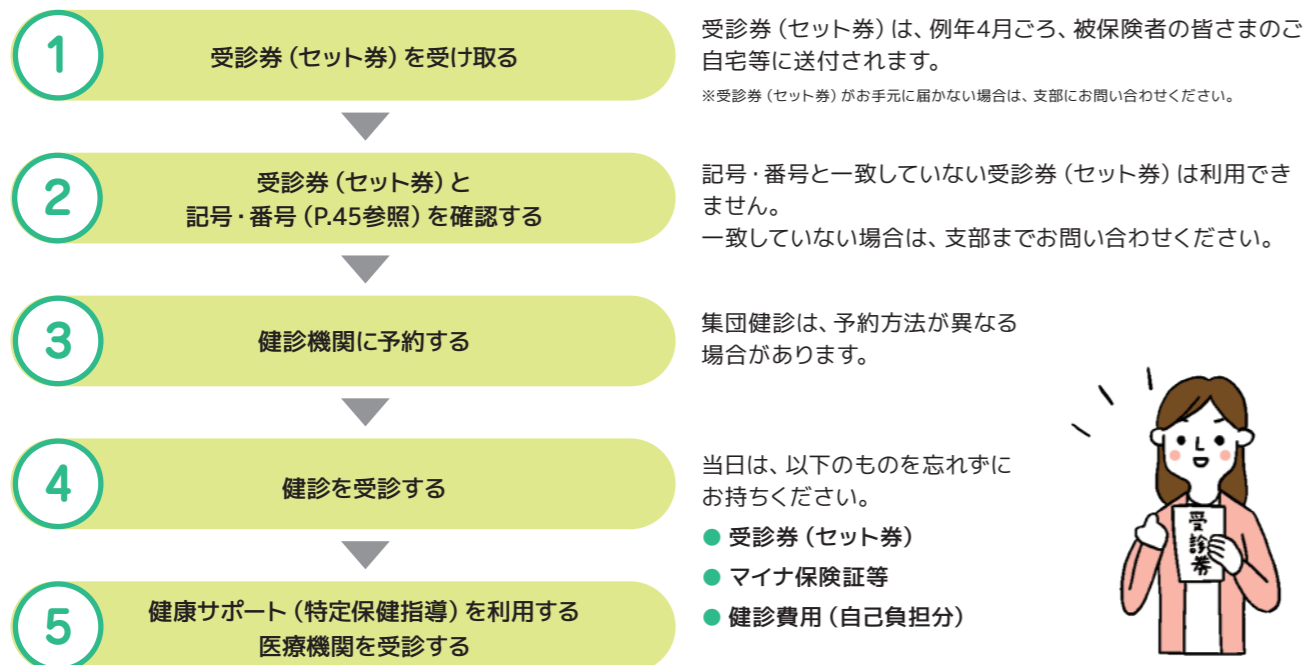 1
受診券（セット券）を受け取る
受診券（セット券）は、例年4月ごろ、被保険者の皆さまのご
自宅等に送付されます。
※受診券（セット券）がお手元に届かない場合は、支部にお問い合わせください。
2
受診券（セット券）と
記号・番号（P.45参照）を確認する
記号・番号と一致していない受診券（セット券）は利用でき
ません。
一致していない場合は、支部までお問い合わせください。
3
健診機関に予約する
集団健診は、予約方法が異なる
場合があります。
4
健診を受診する
当日は、以下のものを忘れずに
お持ちください。
● 受診券（セット券）
● マイナ保険証等
● 健診費用（自己負担分）
受診券
5
健康サポート（特定保健指導）を利用する
医療機関を受診する